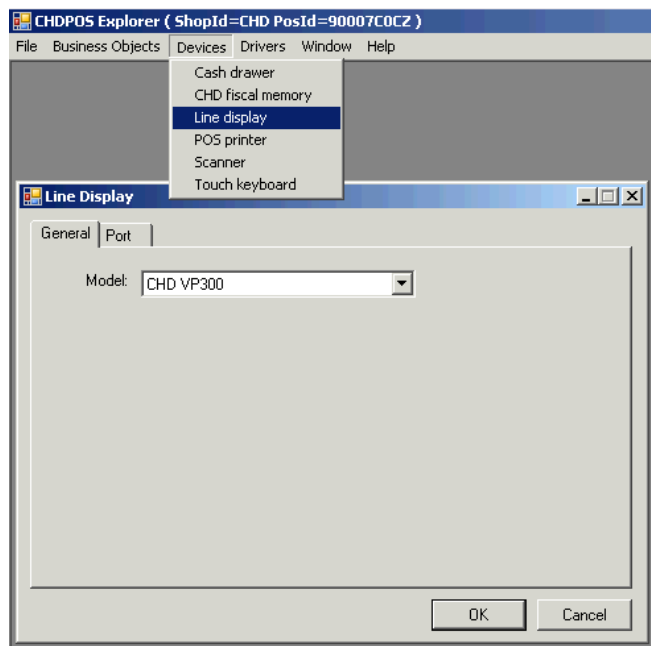 CHDPOS Explorer ( ShopId=CHD PosId=90007C0CZ )
File Business Objects Devices Drivers Window Help
Cash drawer
CHD fiscal memory
Line display
POS printer
Scanner
Touch keyboard
Line Display
General Port
Model: CHD VP300
OK Cancel